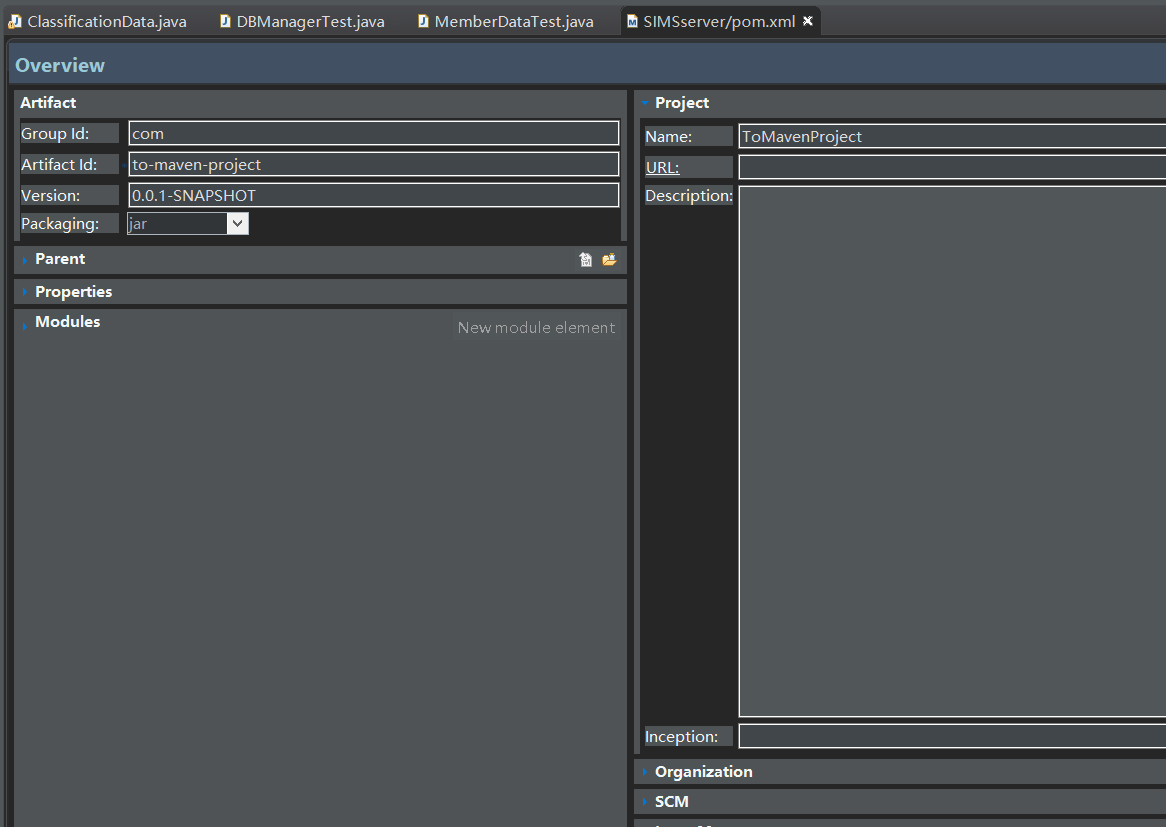 ClassificationData.java DBManagerTest.java MemberDataTest.java SIMSserver/pom.xml
Overview
Artifact
Group Id: com
Artifact Id: to-maven-project
Version: 0.0.1-SNAPSHOT
Packaging: jar
Parent
Properties
Modules New module element
Project
Name: ToMavenProject
URL:
Description:
Inception:
Organization
SCM